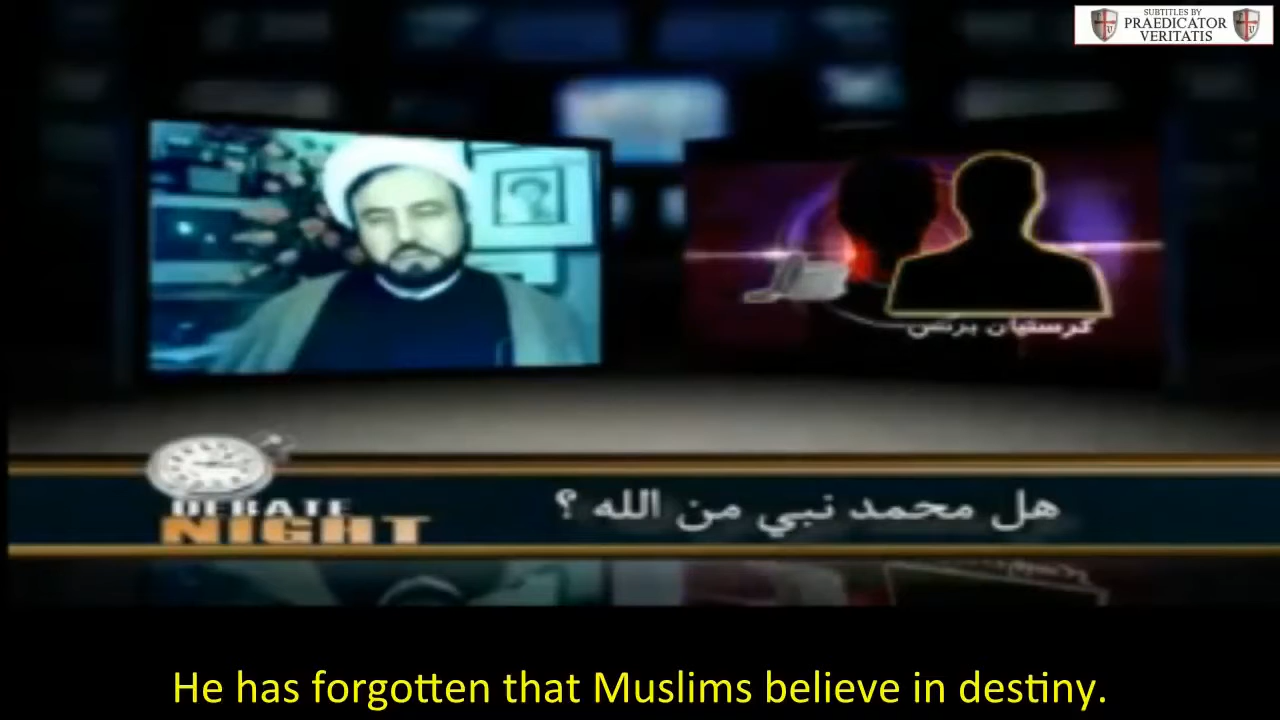 SUBTITLES BY
PRAEDICATOR
VERITATIS
كرستيان برنس
DEBATE
NIGHT
هل محمد نبي من الله ؟
He has forgotten that Muslims believe in destiny.